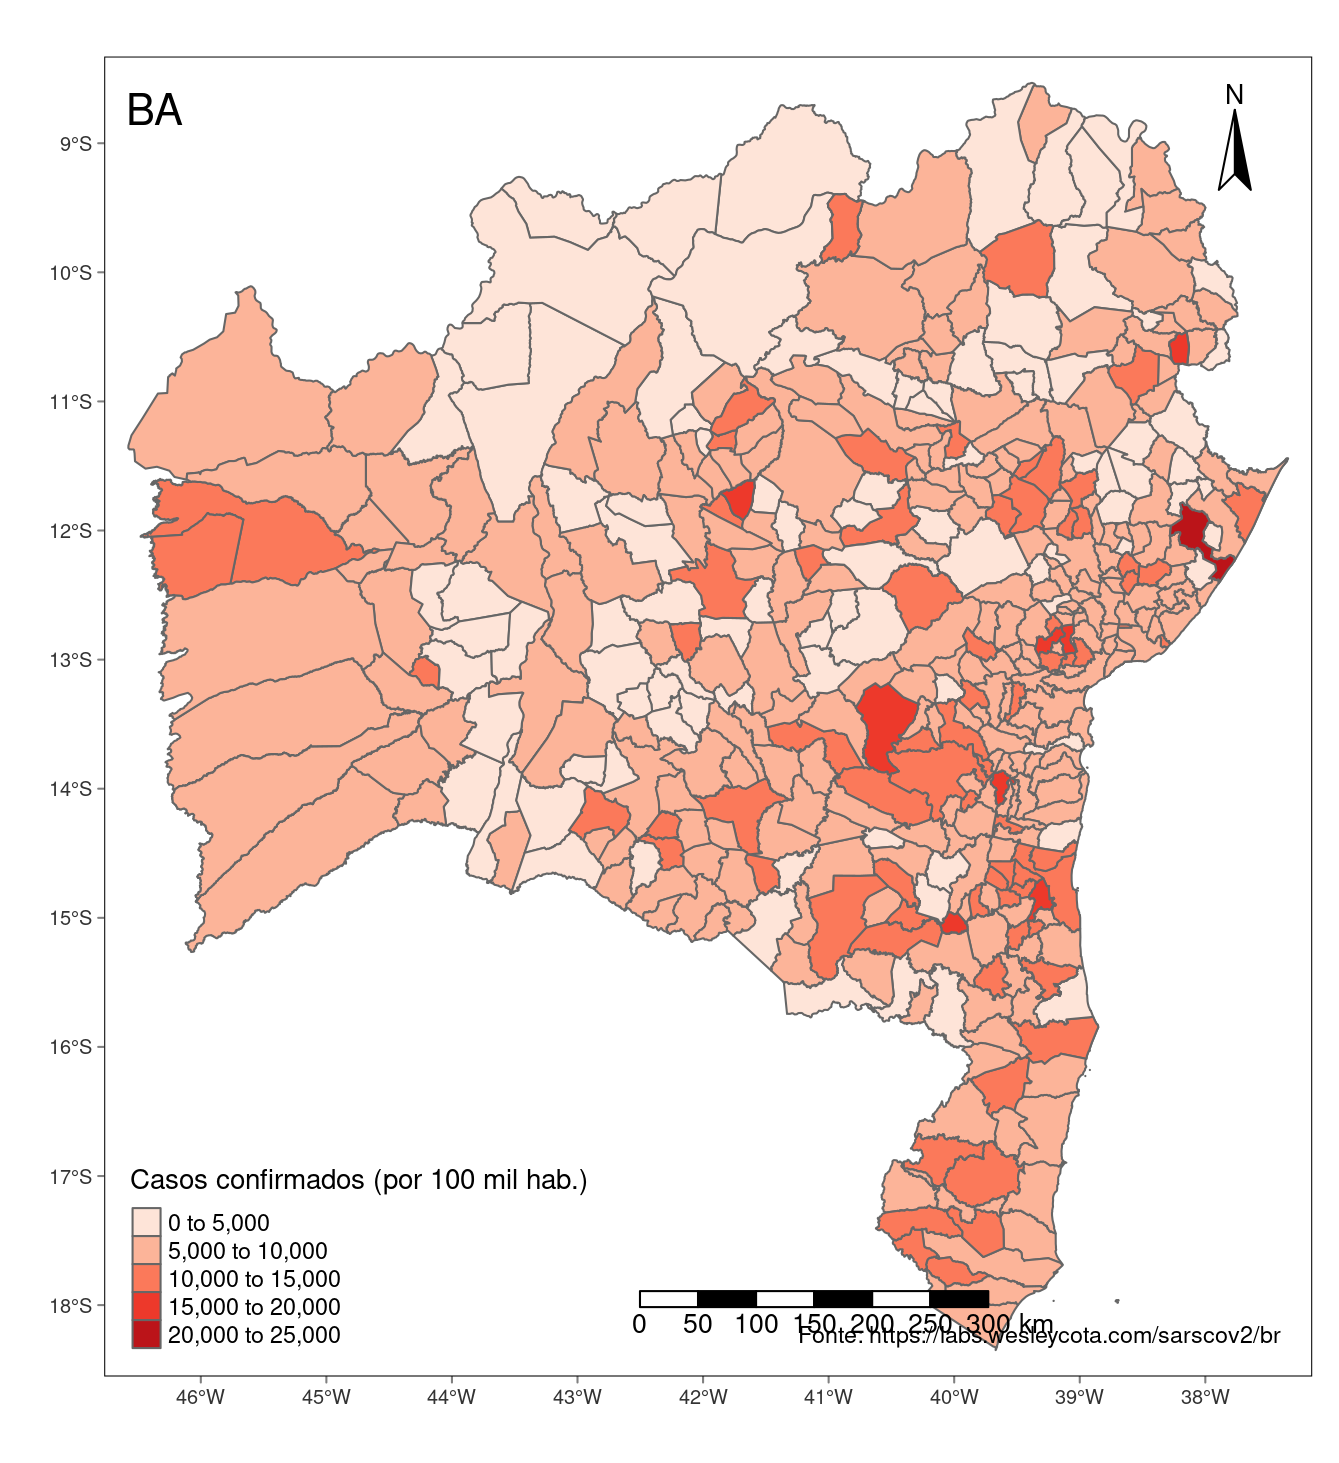 BA
N
9°S
10°S
11°S
12°S
13°S
14°S
15°S
16°S
17°S
18°S
Casos confirmados (por 100 mil hab.)
0 to 5,000
5,000 to 10,000
10,000 to 15,000
15,000 to 20,000
20,000 to 25,000
0 50 100 150 200 250 300 km
Fonte: https://labs.wesleycota.com/sarscov2/br
46°W 45°W 44°W 43°W 42°W 41°W 40°W 39°W 38°W